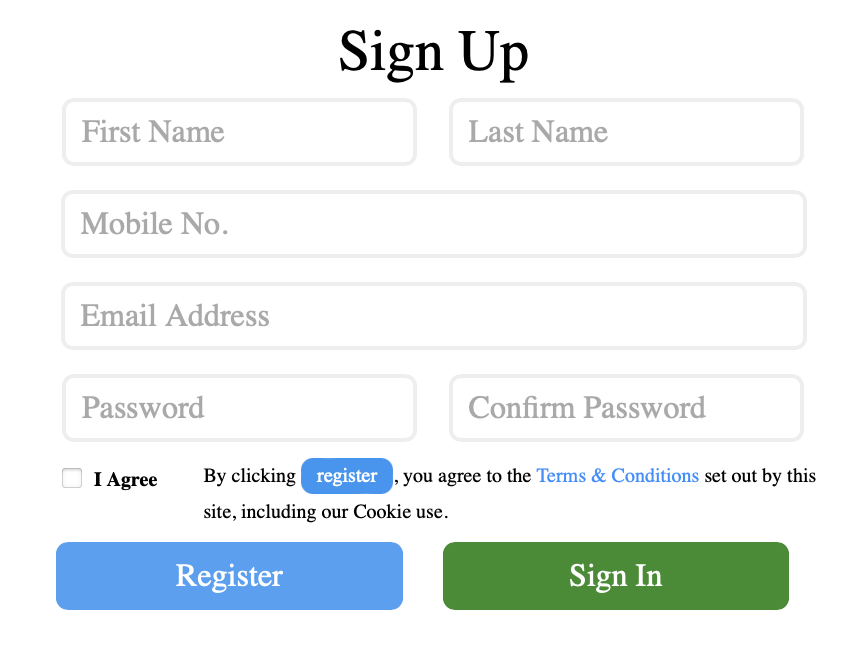 Sign Up
First Name Last Name
Mobile No.
Email Address
Password Confirm Password
I Agree By clicking register, you agree to the Terms & Conditions set out by this
site, including our Cookie use.
Register Sign In